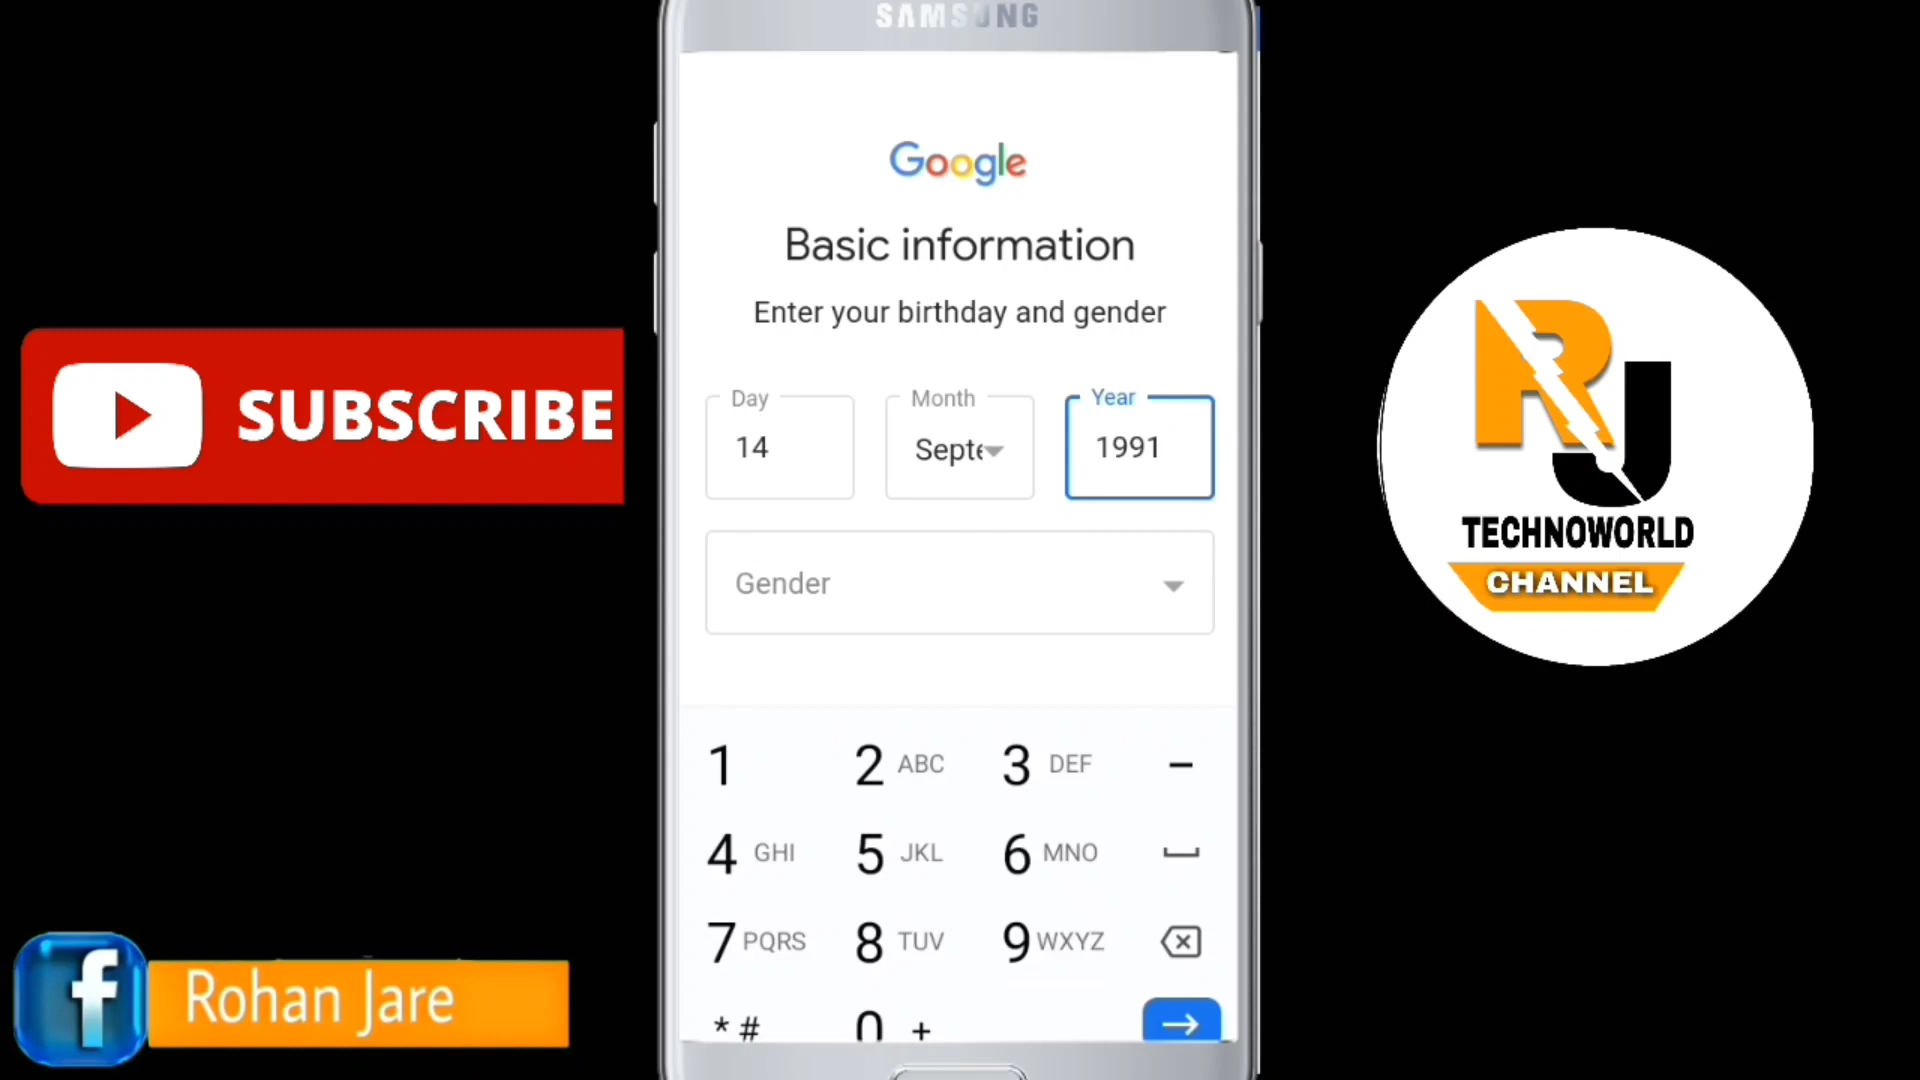 SAMSUNG
Google
Basic information
Enter your birthday and gender
Day
Month
Year
14
Septe
1991
Gender
1
2 ABC
3 DEF
-
4 GHI
5 JKL
6 MNO
7 PQRS
8 TUV
9 WXYZ
* #
0 +
SUBSCRIBE
f
Rohan Jare
RJ
TECHNOWORLD
CHANNEL